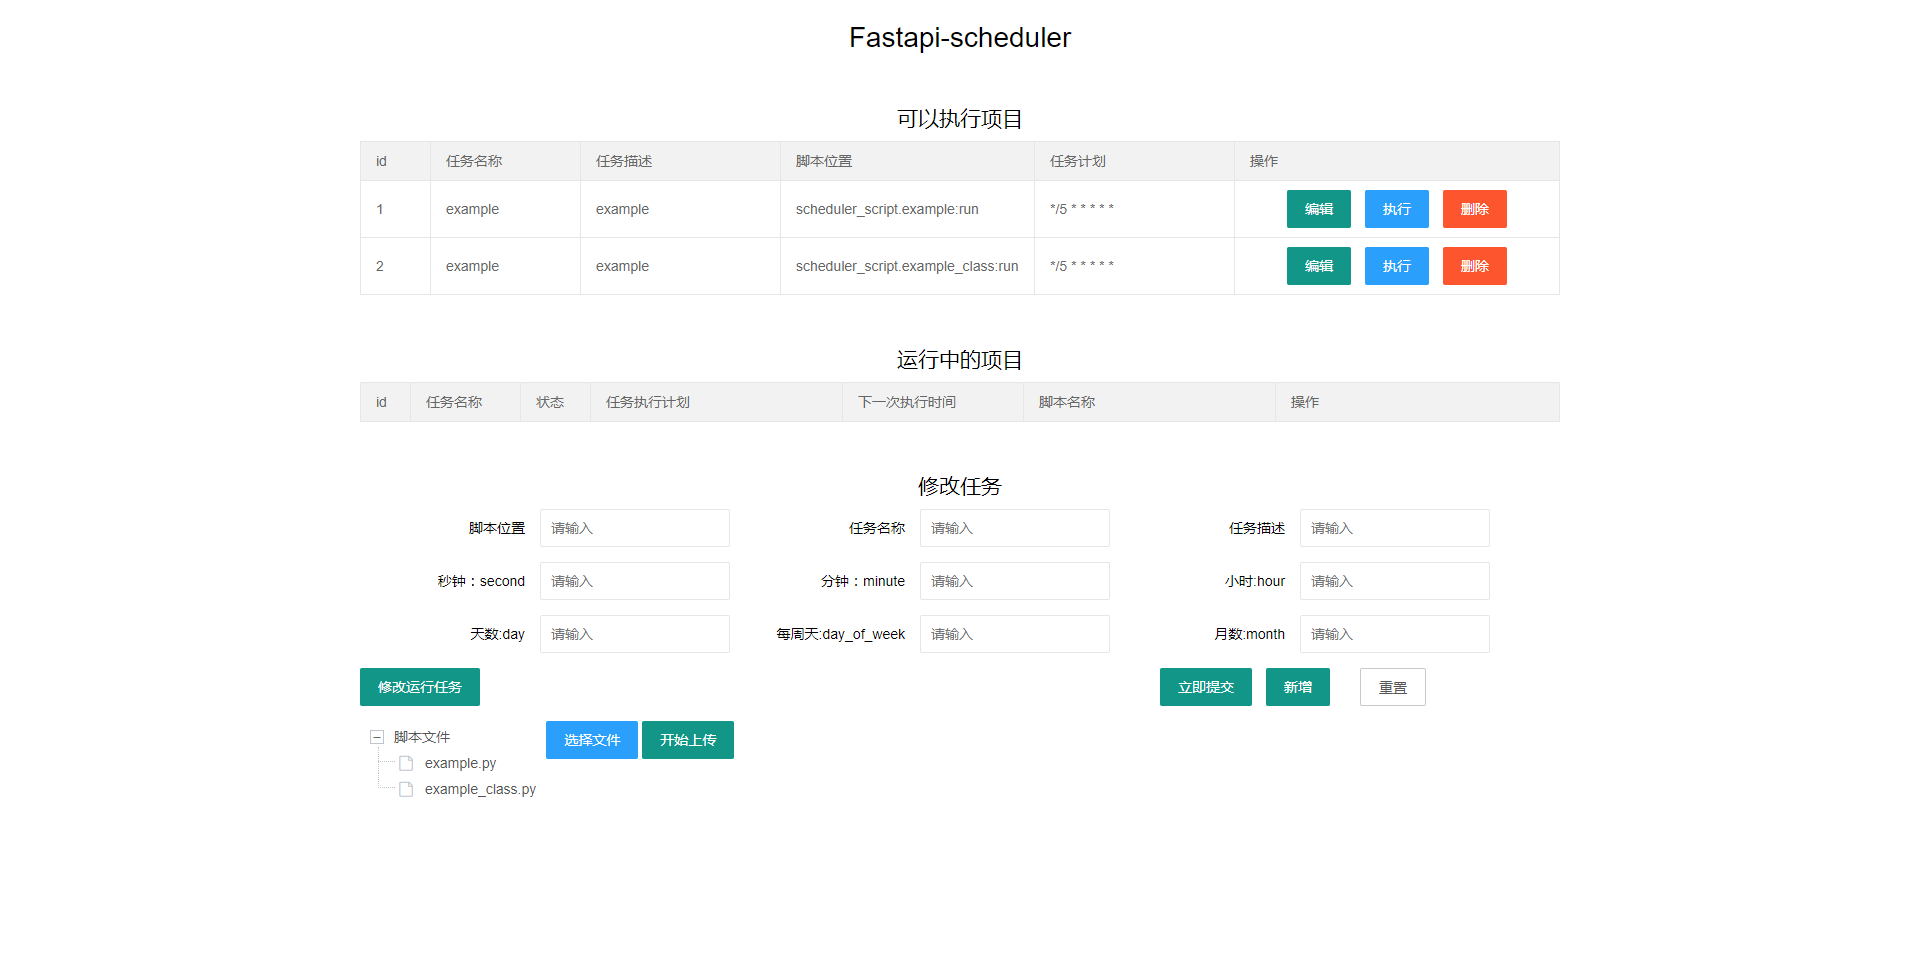 Fastapi-scheduler
可以执行项目
id 任务名称 任务描述 脚本位置 任务计划 操作
1 example example scheduler_script.example:run */5 * * * * * 编辑 执行 删除
2 example example scheduler_script.example_class:run */5 * * * * * 编辑 执行 删除
运行中的项目
id 任务名称 状态 任务执行计划 下一次执行时间 脚本名称 操作
修改任务
脚本位置 请输入 任务名称 请输入 任务描述 请输入
秒钟：second 请输入 分钟：minute 请输入 小时:hour 请输入
天数:day 请输入 每周天:day_of_week 请输入 月数:month 请输入
修改运行任务 立即提交 新增 重置
脚本文件 选择文件 开始上传
example.py
example_class.py